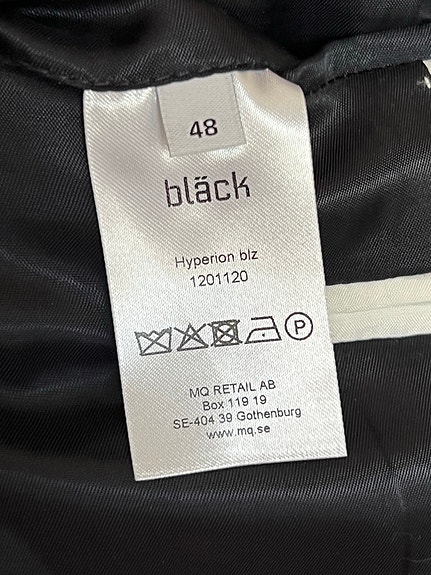 48
bläck
Hyperion blz
1201120
P
MQ RETAIL AB
Box 119 19
SE-404 39 Gothenburg
www.mq.se